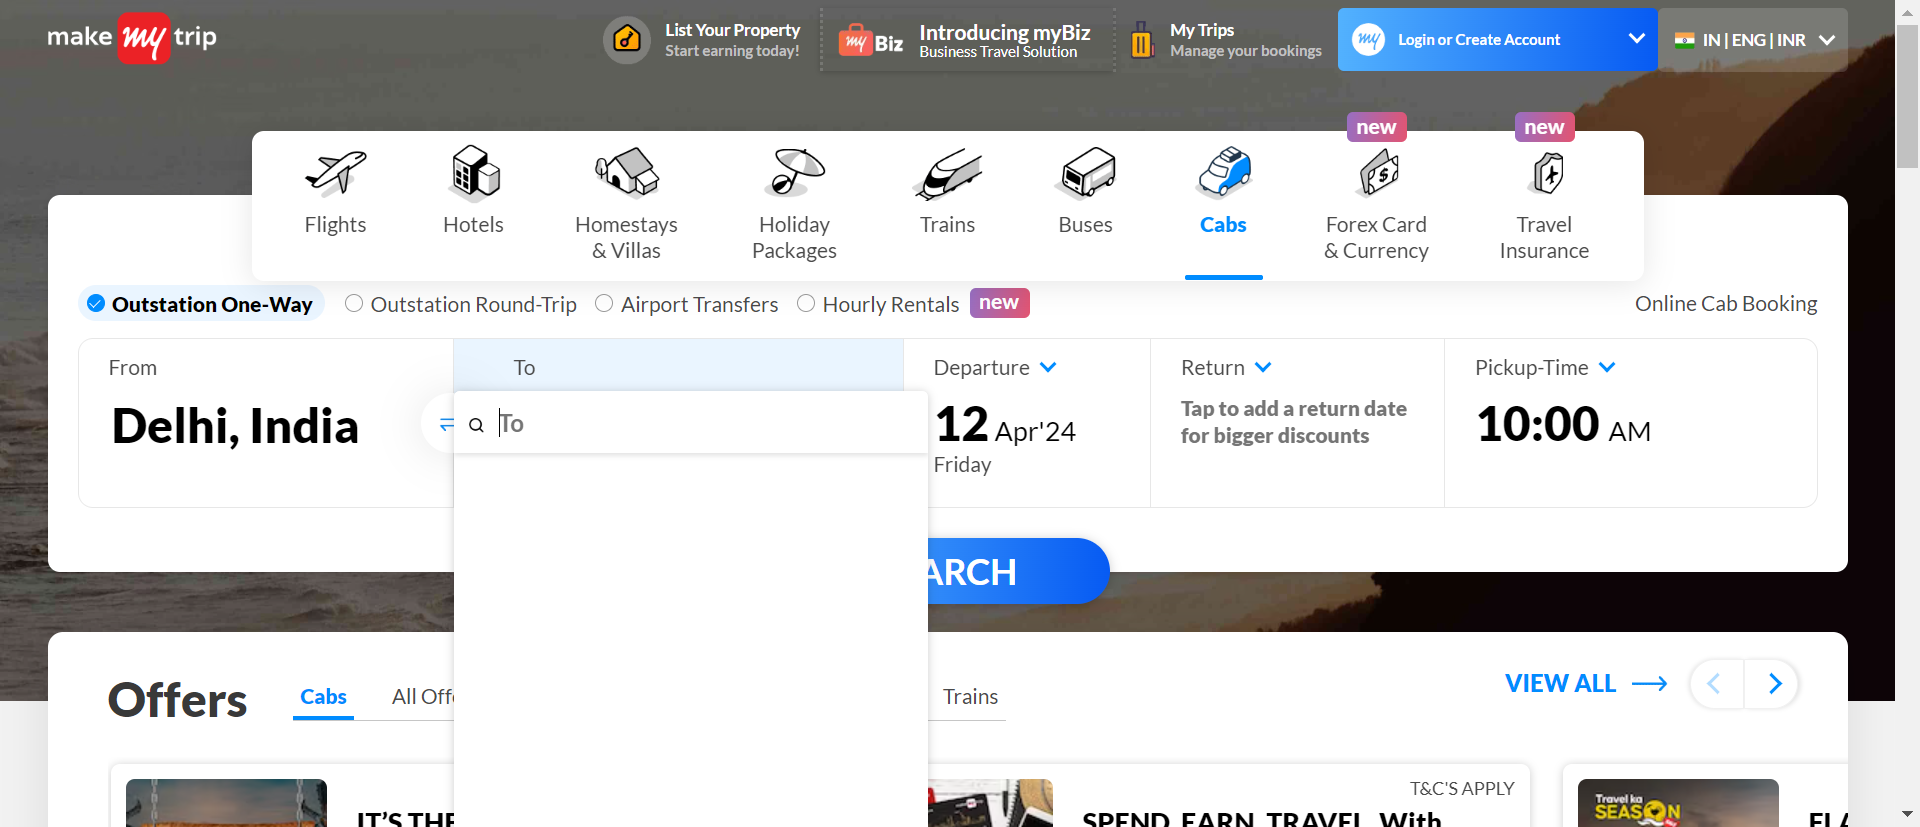 make my trip
List Your Property
Start earning today!
my Biz
Introducing myBiz
Business Travel Solution
My Trips
Manage your bookings
my
Login or Create Account
IN | ENG | INR
new
new
Flights
Hotels
Homestays
& Villas
Holiday
Packages
Trains
Buses
Cabs
Forex Card
& Currency
Travel
Insurance
Outstation One-Way
Outstation Round-Trip
Airport Transfers
Hourly Rentals
new
Online Cab Booking
From
Delhi, India
To
To
Departure
12 Apr'24
Friday
Return
Tap to add a return date
for bigger discounts
Pickup-Time
10:00 AM
ARCH
Offers
Cabs
All Offe
Trains
VIEW ALL
IT'S THE
T&C'S APPLY
SPEND, EARN, TRAVEL. With
Travel ka
SEASON